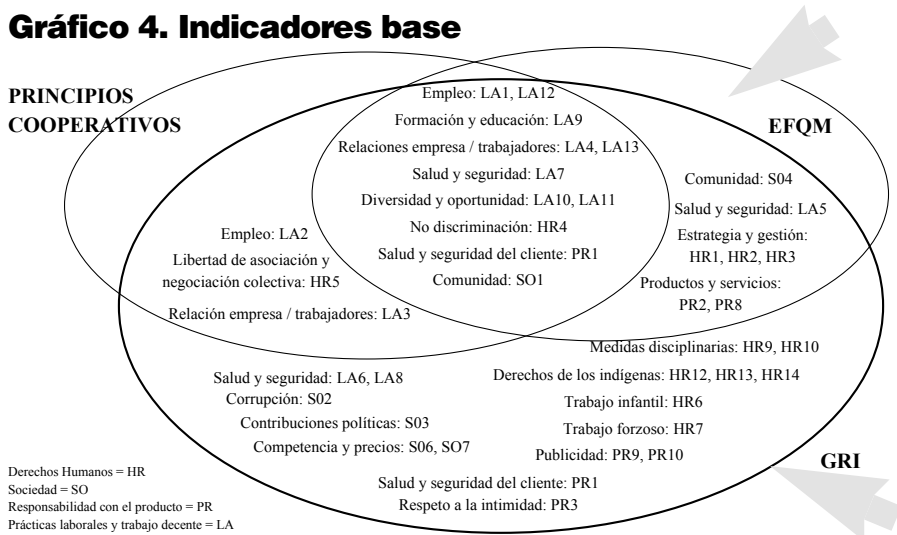 Gráfico 4. Indicadores base
PRINCIPIOS
COOPERATIVOS
EFQM
Empleo: LA1, LA12
Formación y educación: LA9
Relaciones empresa / trabajadores: LA4, LA13
Salud y seguridad: LA7
Diversidad y oportunidad: LA10, LA11
No discriminación: HR4
Salud y seguridad del cliente: PR1
Comunidad: SO1
Comunidad: S04
Salud y seguridad: LA5
Estrategia y gestión:
HR1, HR2, HR3
Productos y servicios:
PR2, PR8
Empleo: LA2
Libertad de asociación y
negociación colectiva: HR5
Relación empresa / trabajadores: LA3
Medidas disciplinarias: HR9, HR10
Derechos de los indígenas: HR12, HR13, HR14
Trabajo infantil: HR6
Trabajo forzoso: HR7
Publicidad: PR9, PR10
Salud y seguridad: LA6, LA8
Corrupción: S02
Contribuciones políticas: S03
Competencia y precios: S06, SO7
Salud y seguridad del cliente: PR1
Respeto a la intimidad: PR3
GRI
Derechos Humanos = HR
Sociedad = SO
Responsabilidad con el producto = PR
Prácticas laborales y trabajo decente = LA